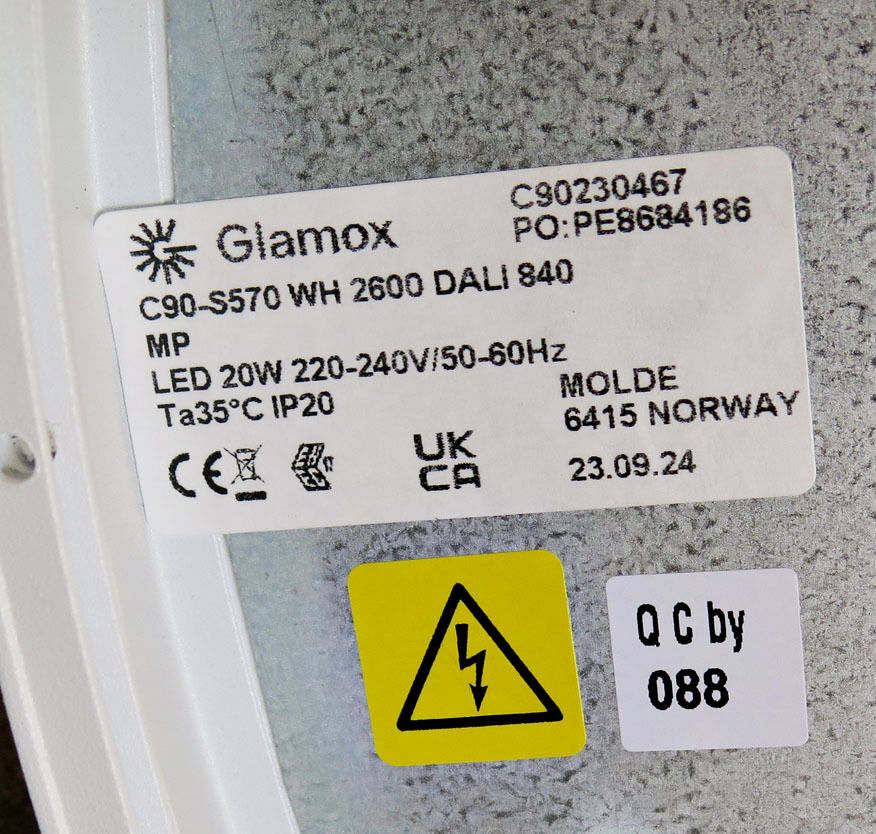 Glamox
C90230467
PO:PE8684186
C90-S570 WH 2600 DALI 840
MP
LED 20W 220-240V/50-60Hz
Ta35°C IP20
MOLDE
6415 NORWAY
CE
UK
CA
23.09.24
Q C by
088